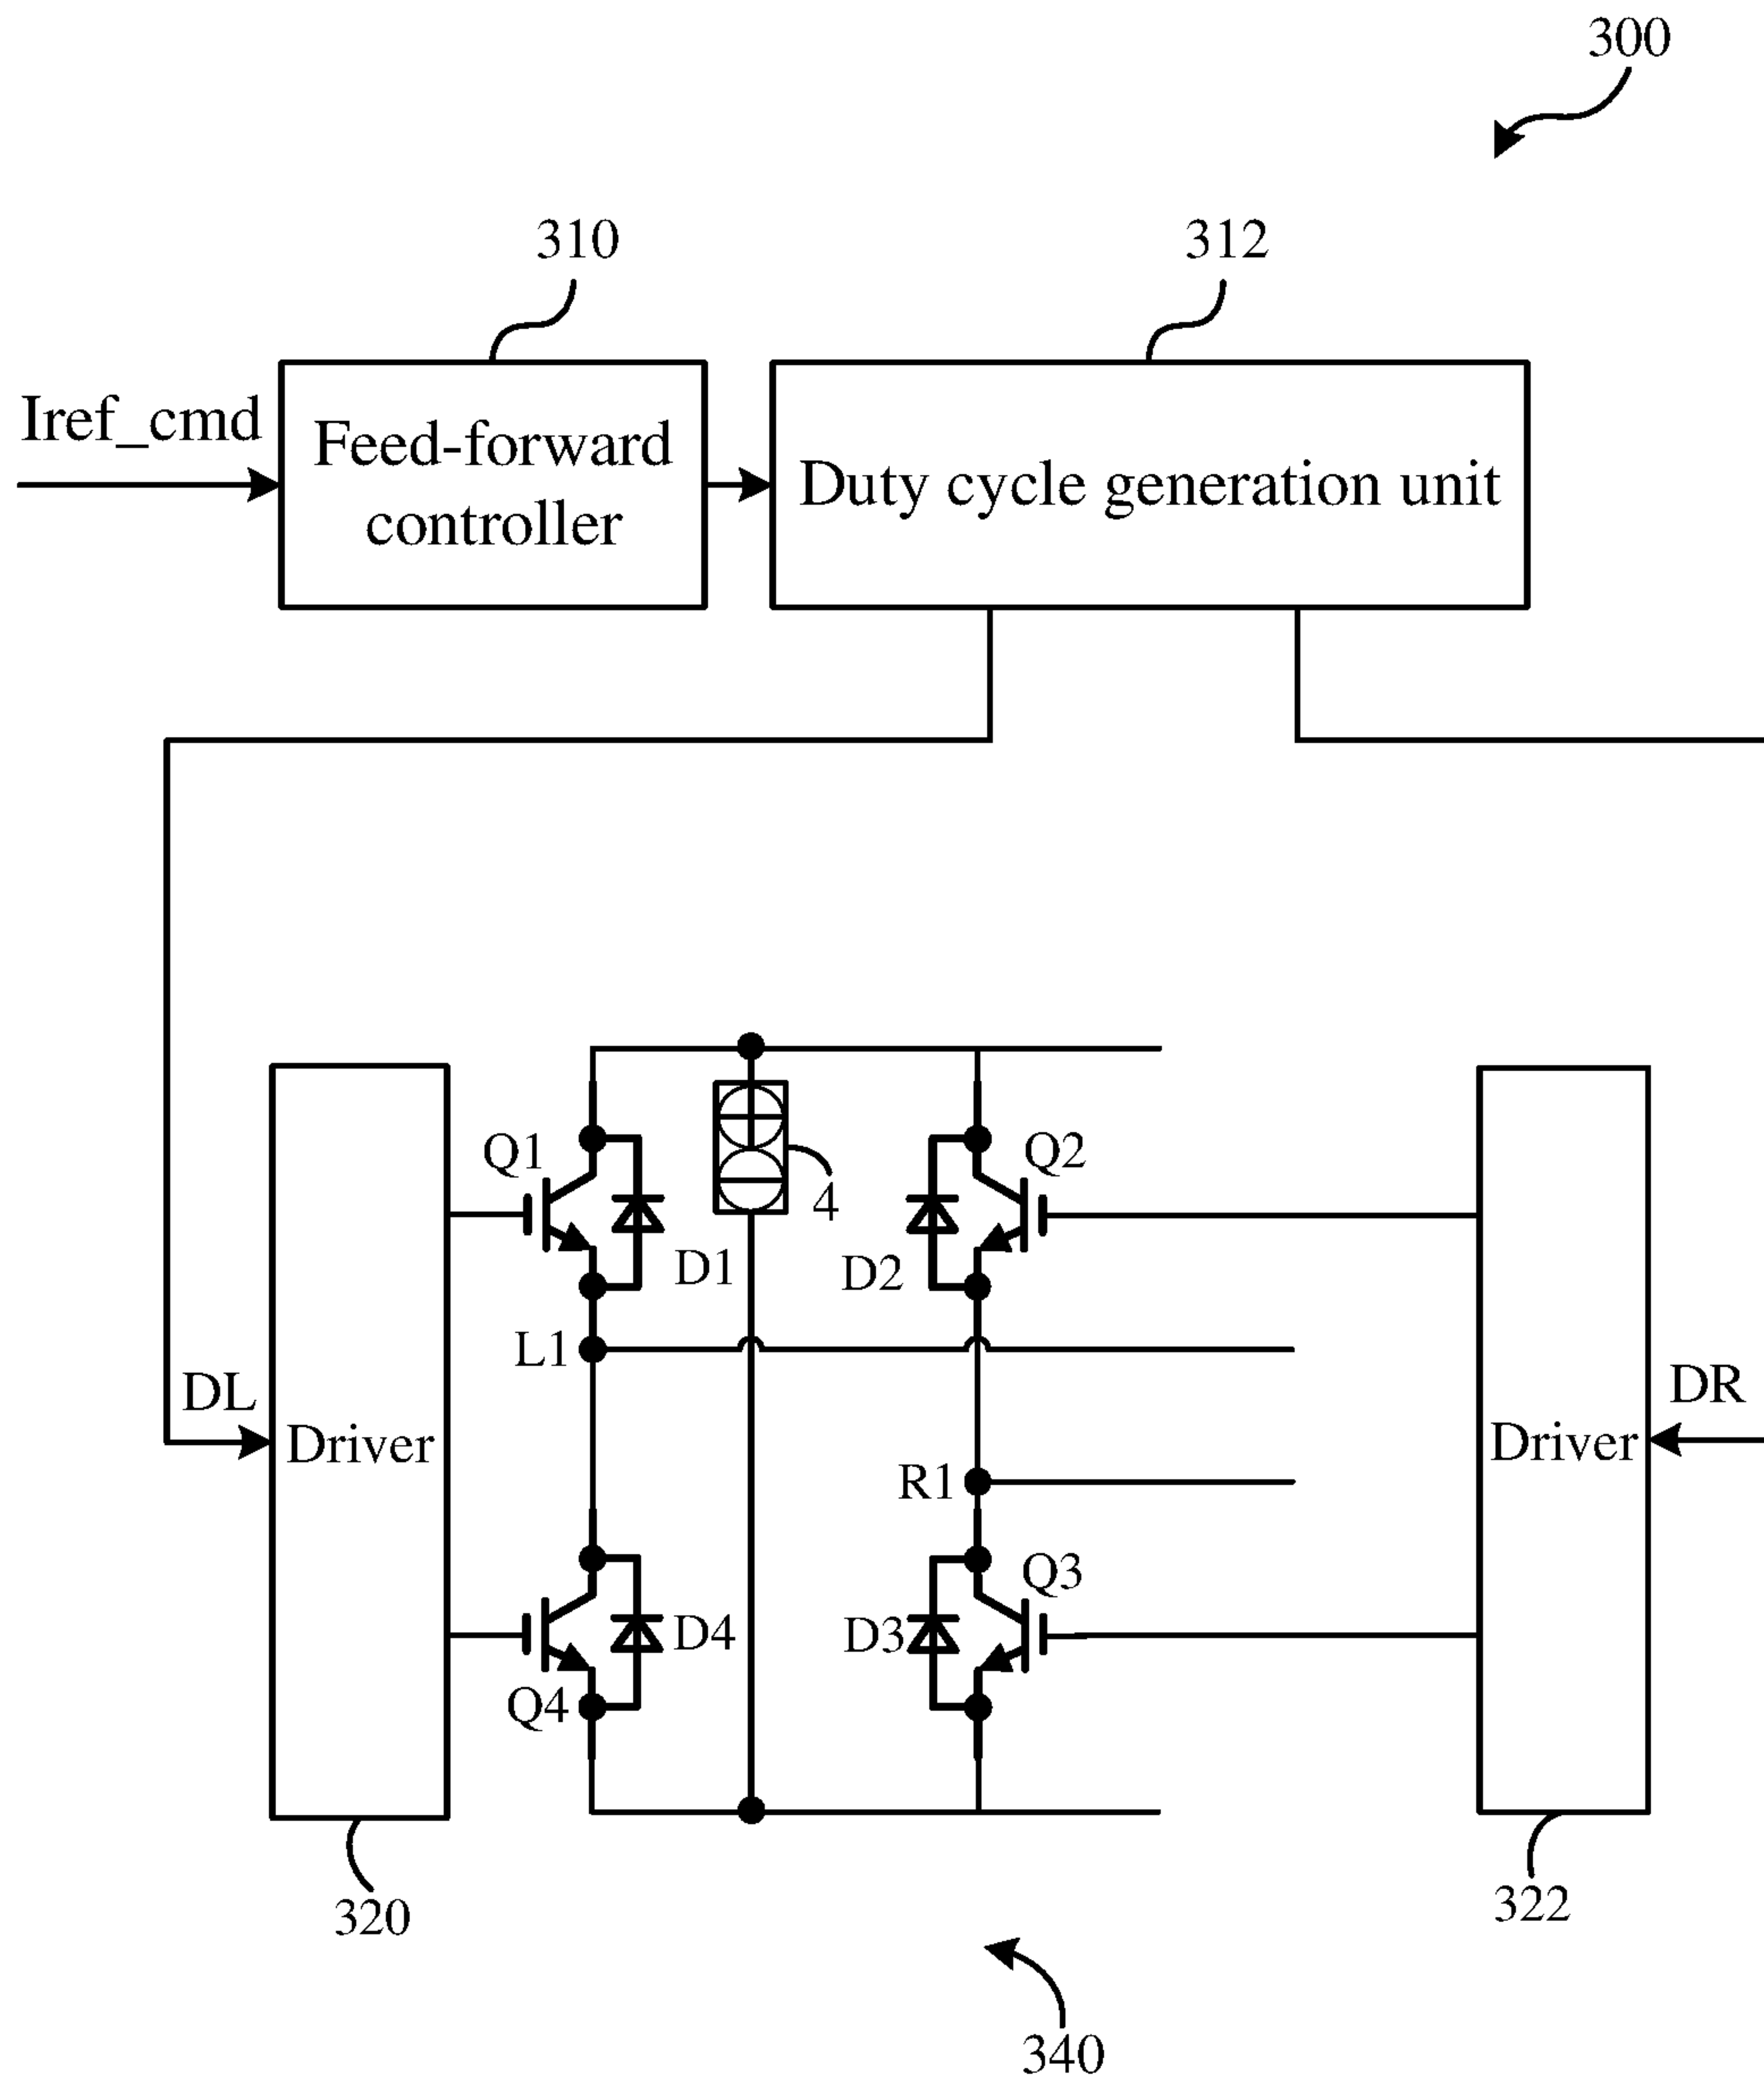 300
310
312
Iref_cmd
Feed-forward
controller
Duty cycle generation unit
Q1
Q2
4
D1
D2
L1
DL
DR
Driver
Driver
R1
Q3
D4
D3
Q4
320
322
340